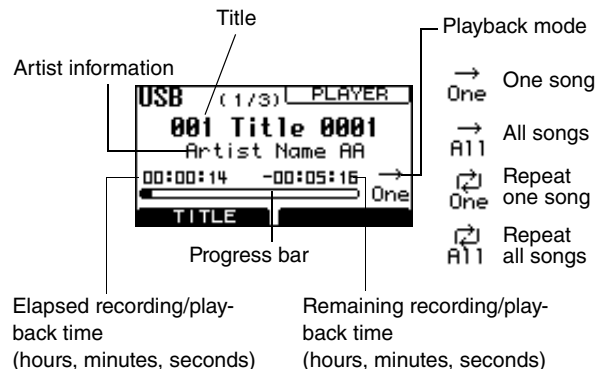 Title
Playback mode
Artist information
USB (1/3) PLAYER
001 Title 0001
Artist Name AA
00:00:14 -00:05:16
One
TITLE
Progress bar
Elapsed recording/play-
back time
(hours, minutes, seconds)
Remaining recording/play-
back time
(hours, minutes, seconds)
One One song
All All songs
One Repeat
one song
All Repeat
all songs